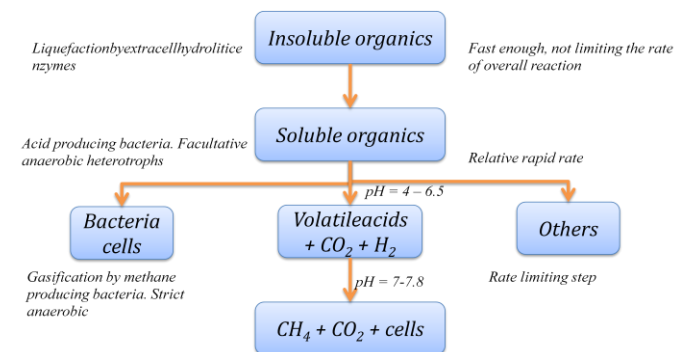 Insoluble organics
Liquefactionbyextracellhydrolitice
nzymes
Fast enough, not limiting the rate
of overall reaction
Soluble organics
Acid producing bacteria. Facultative
anaerobic heterotrophs
Relative rapid rate
pH = 4 – 6.5
Bacteria
cells
Volatileacids
+ CO₂ + H₂
Others
Gasification by methane
producing bacteria. Strict
anaerobic
pH = 7-7.8
Rate limiting step
CH₄ + CO₂ + cells